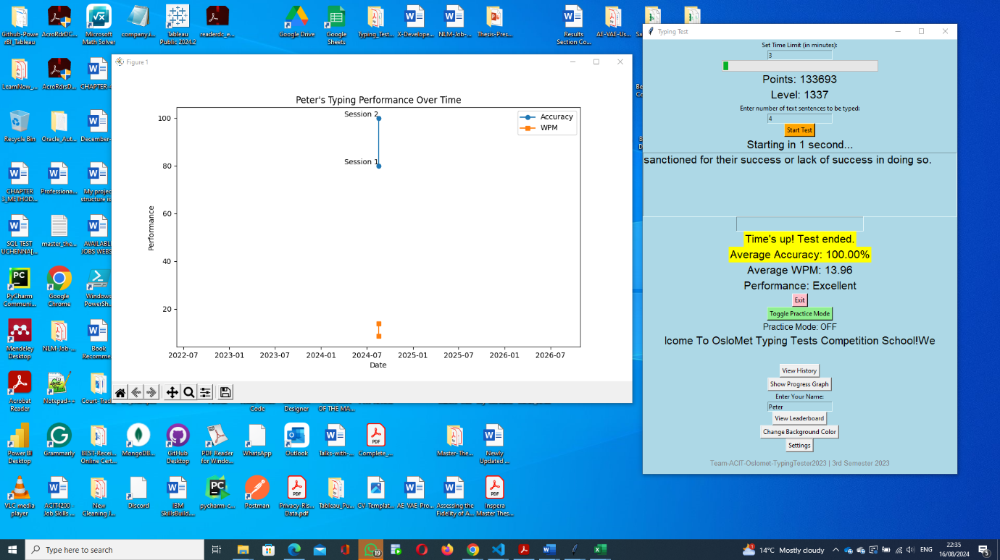 Github-Powe
rBI_Tableau
AcroRdrDC...
Microsoft
Math Solver
company,i...
Tableau
Public 2024.2
readerdc_e...
Google Drive
Google
Sheets
Typing_Test...
X-Develope...
NLM-Job-...
Thesis-Pres...
Results
Section Co...
AE-VAE-Us...
Typing Test
Set Time Limit (in minutes):
3
Points: 133693
Level: 1337
Enter number of text sentences to be typed:
4
Start Test
Starting in 1 second...
sanctioned for their success or lack of success in doing so.
Time's up! Test ended.
Average Accuracy: 100.00%
Average WPM: 13.96
Performance: Excellent
Exit
Toggle Practice Mode
Practice Mode: OFF
lcome To OsloMet Typing Tests Competition School!We
View History
Show Progress Graph
Enter Your Name:
Peter
View Leaderboard
Change Background Color
Settings
Team-ACIT-Oslomet-TypingTester2023 | 3rd Semester 2023
Figure 1
Peter's Typing Performance Over Time
Session 2
Session 1
Accuracy
WPM
Performance
100
80
60
40
20
2022-07 2023-01 2023-07 2024-01 2024-07 2025-01 2025-07 2026-01 2026-07
Date
LearnNow_...
AcroRdrsD...
CHAPTER -
Recycle Bin
Oracle_Aut...
December-
CHAPTER
3_METHOD...
Professiona...
My projec
structure is
SQL TEST
UCHENNA[...
master_the...
AVAILABL
JOBS WEBS
PyCharm
Communi...
Google
Chrome
Windows
PowerSh...
Mendeley
Desktop
NLM-Job-...
Book
Recomme..
Acrobat
Reader
Notepad++
Court-Trad..
Code
Designer
OF THE MA...
Power BI
Desktop
Grammarly
BEST-Recei...
Online Cert...
MongoDB...
GitHub
Desktop
PDF Reader
for Windo...
WhatsApp
Outlook
Talks-with-...
Complete_...
Master-The...
Newly
Updated ...
VLC media
player
ACIT4200 -
Job Skills ...
New
Cleaning J...
Discord
IBM
SkillsBuild....
pycharm-c...
Postman
Privacy-Ris...
Data.pdf
Tableau_Pu...
CV-Templat...
AE-VAE-Pro...
Assessing the
Fidelity of A...
Inspera
Master Thes...
Type here to search
19
14°C Mostly cloudy
ENG
22:35
16/08/2024
5